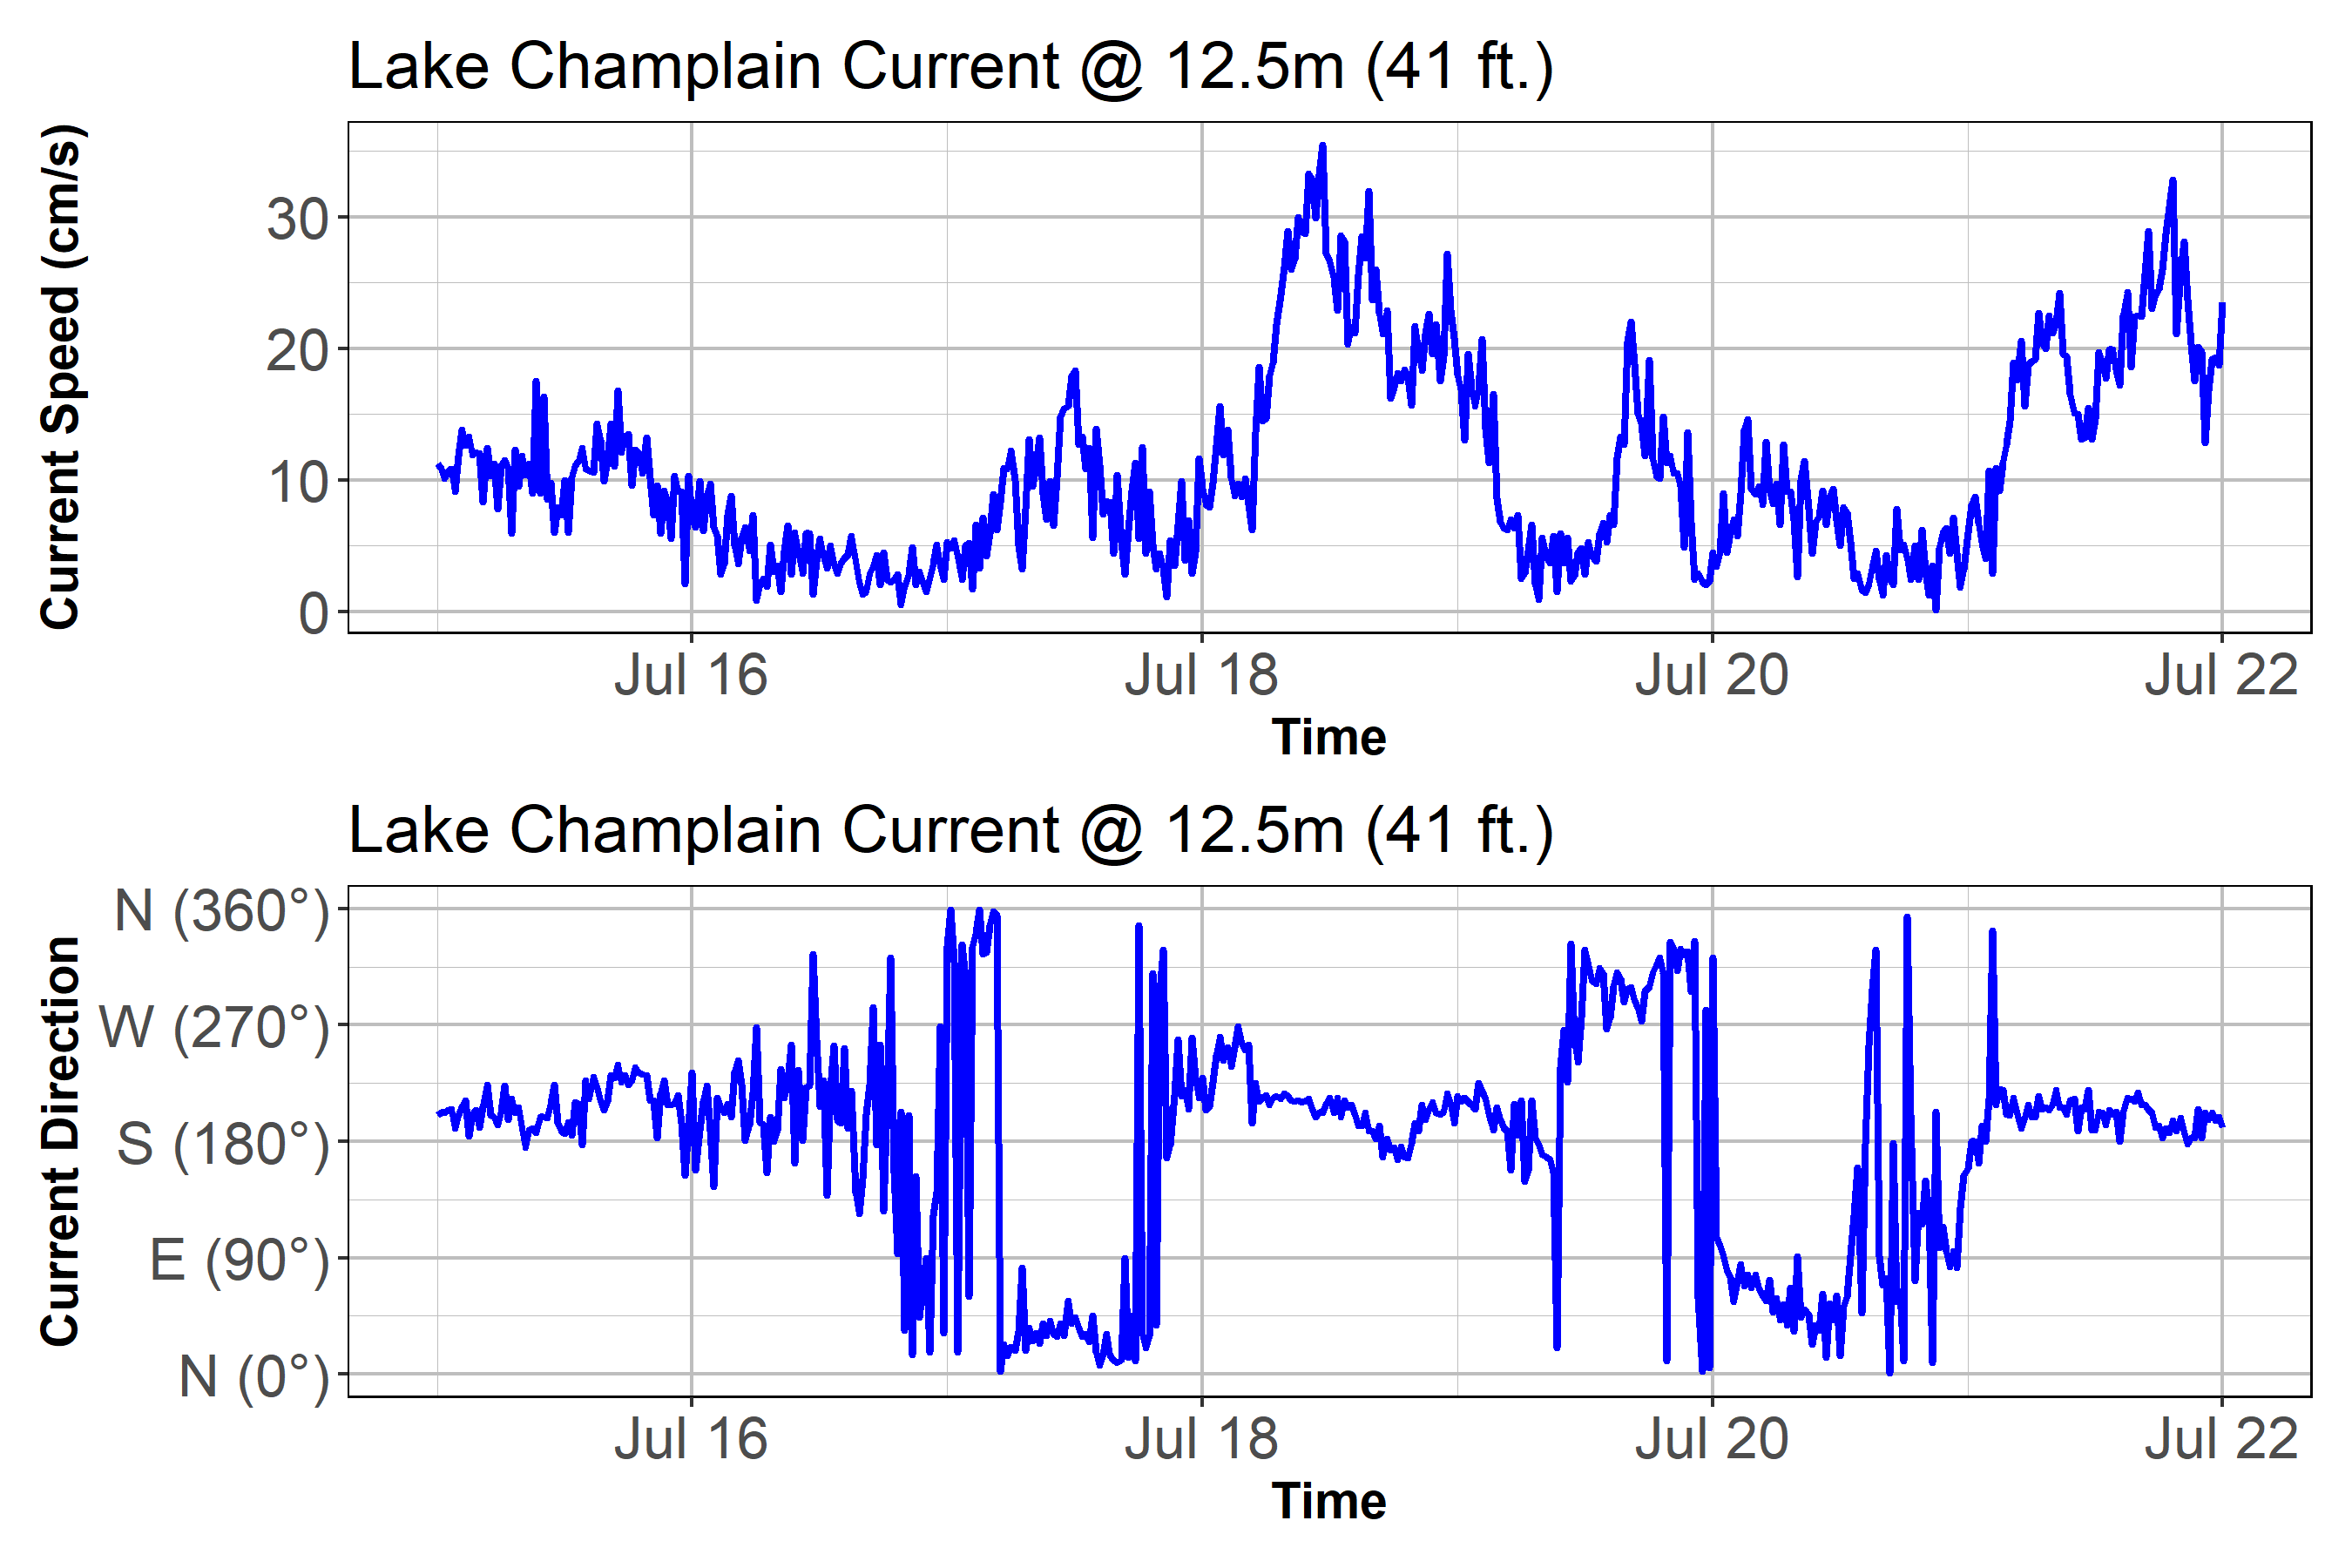 Lake Champlain Current @ 12.5m (41 ft.)
Current Speed (cm/s)
30
20
10
0
Jul 16 Jul 18 Jul 20 Jul 22
Time
Lake Champlain Current @ 12.5m (41 ft.)
Current Direction
N (360°)
W (270°)
S (180°)
E (90°)
N (0°)
Jul 16 Jul 18 Jul 20 Jul 22
Time